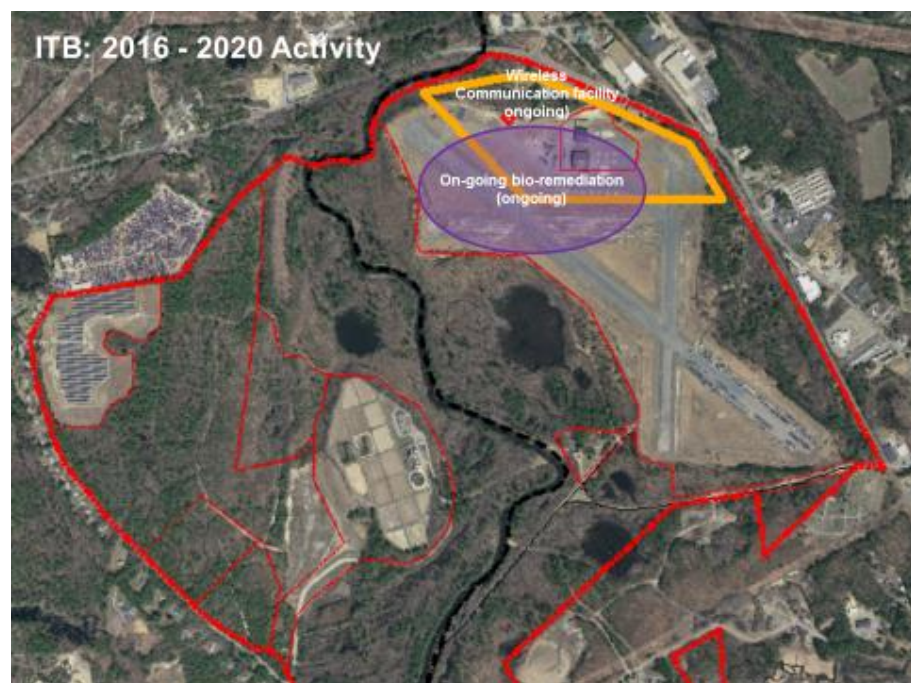 ITB: 2016 - 2020 Activity
Wireless
Communication facility
ongoing)
On-going bio-remediation
(ongoing)